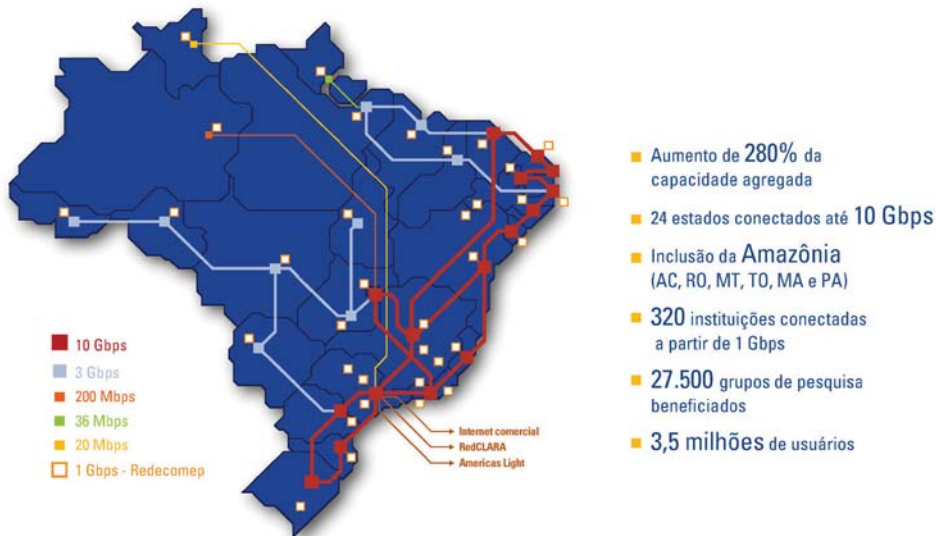 10 Gbps
3 Gbps
200 Mbps
36 Mbps
20 Mbps
1 Gbps - Redecomep
Internet comercial
RedCLARA
Americas Light
Aumento de 280% da
capacidade agregada
24 estados conectados até 10 Gbps
Inclusão da Amazônia
(AC, RO, MT, TO, MA e PA)
320 instituições conectadas
a partir de 1 Gbps
27.500 grupos de pesquisa
beneficiados
3,5 milhões de usuários